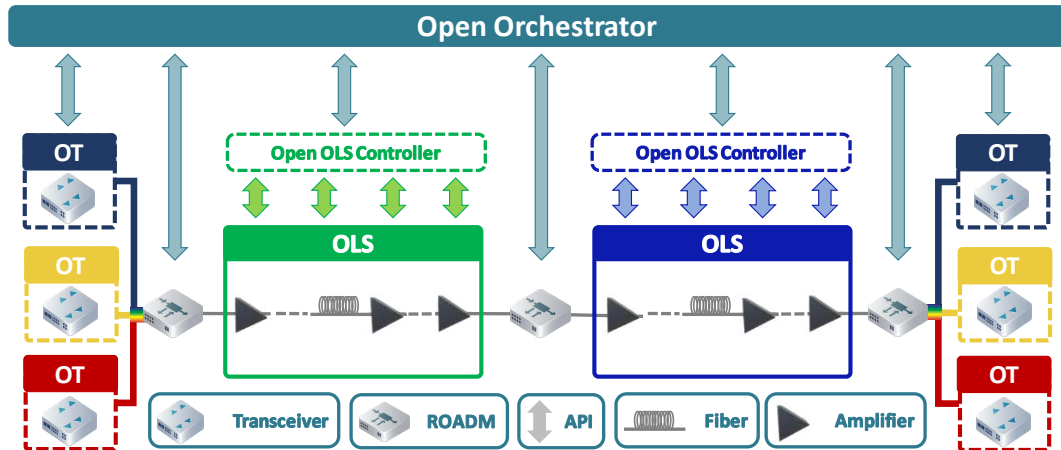 Open Orchestrator
OT
Open OLS Controller
Open OLS Controller
OT
OLS
OLS
OT
OT
OT
OT
Transceiver
ROADM
API
Fiber
Amplifier